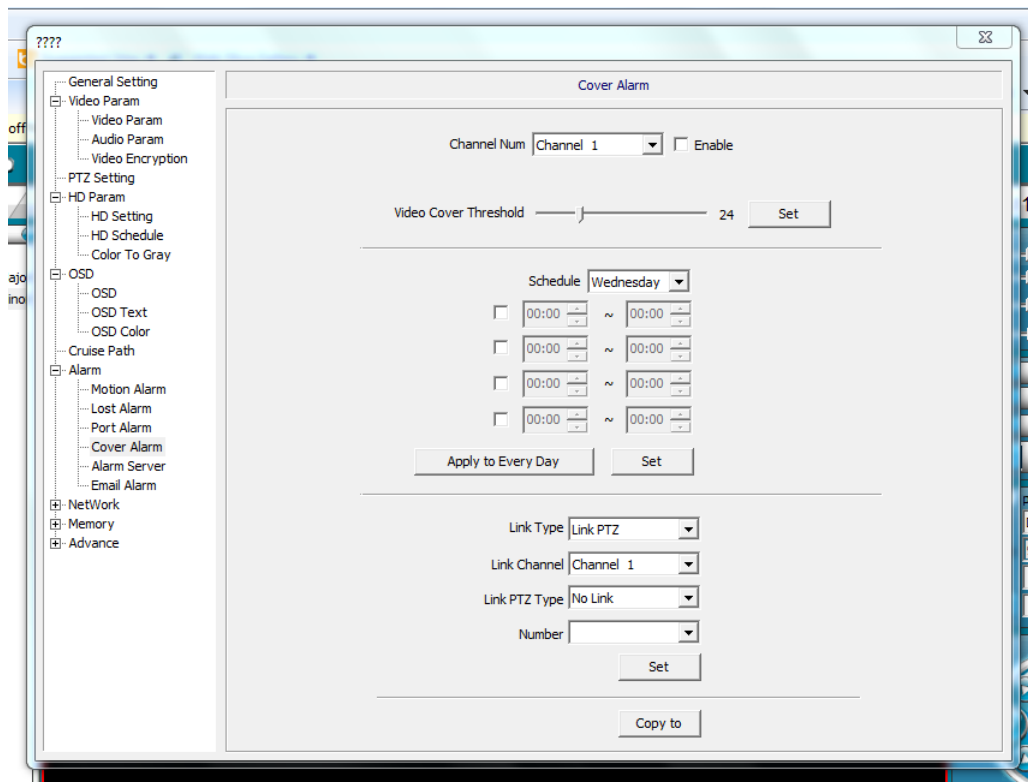 ????
General Setting
Video Param
Video Param
Audio Param
Video Encryption
PTZ Setting
HD Param
HD Setting
HD Schedule
Color To Gray
OSD
OSD
OSD Text
OSD Color
Cruise Path
Alarm
Motion Alarm
Lost Alarm
Port Alarm
Cover Alarm
Alarm Server
Email Alarm
NetWork
Memory
Advance
Cover Alarm
Channel Num Channel 1 Enable
Video Cover Threshold 24 Set
Schedule Wednesday
00:00 ~ 00:00
00:00 ~ 00:00
00:00 ~ 00:00
00:00 ~ 00:00
Apply to Every Day Set
Link Type Link PTZ
Link Channel Channel 1
Link PTZ Type No Link
Number
Set
Copy to
off
ajo
ino